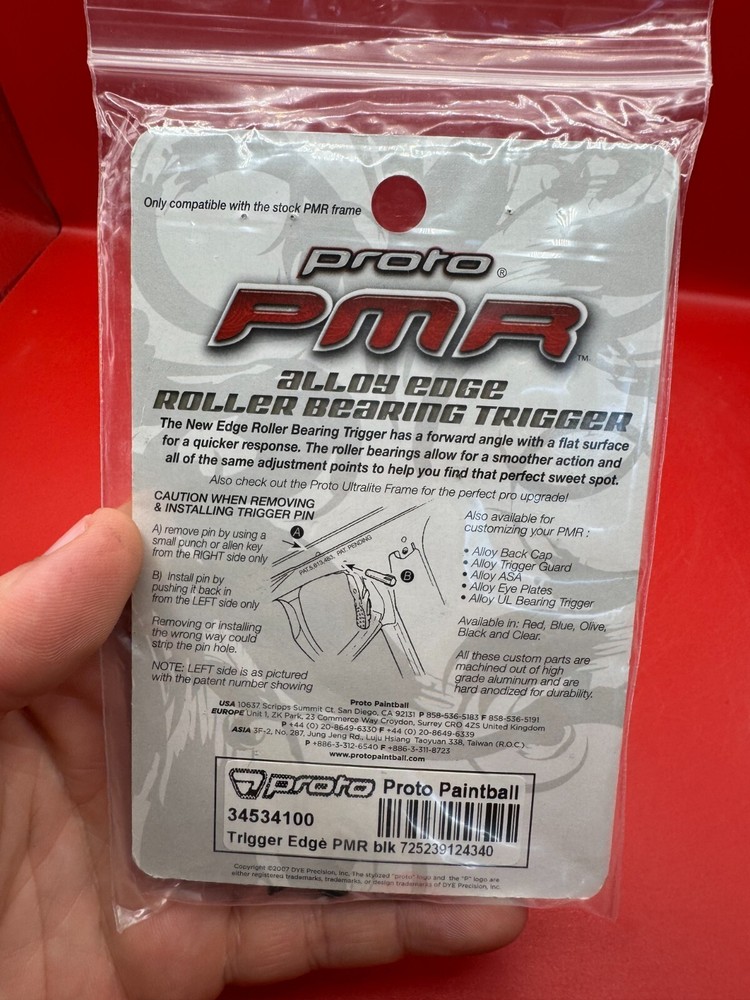 Only compatible with the stock PMR frame
proto ®
PMR ™
ALLOY EDGE
ROLLER BEARING TRIGGER
The New Edge Roller Bearing Trigger has a forward angle with a flat surface
for a quicker response. The roller bearings allow for a smoother action and
all of the same adjustment points to help you find that perfect sweet spot.
Also check out the Proto Ultralite Frame for the perfect pro upgrade!
CAUTION WHEN REMOVING
& INSTALLING TRIGGER PIN
A) remove pin by using a
small punch or allen key
from the RIGHT side only
B) Install pin by
pushing it back in
from the LEFT side only
Removing or installing
the wrong way could
strip the pin hole.
NOTE: LEFT side is as pictured
with the patent number showing
A
PAT.5,613,483, PAT. PENDING
B
Also available for
customizing your PMR :
• Alloy Back Cap
• Alloy Trigger Guard
• Alloy ASA
• Alloy Eye Plates
• Alloy UL Bearing Trigger
Available in: Red, Blue, Olive,
Black and Clear.
All these custom parts are
machined out of high
grade aluminum and are
hard anodized for durability.
Proto Paintball
USA 10637 Scripps Summit Ct. San Diego, CA 92131 P 858-536-5183 F 858-536-5191
EUROPE Unit 1, ZK Park, 23 Commerce Way Croydon, Surrey CRO 4ZS United Kingdom
P +44 (0) 20-8649-6330 F +44 (0) 20-8649-6339
ASIA 3F-2, No. 287, Jung Jeng Rd., Luju Hsiang Taoyuan 338, Taiwan (R.O.C.)
P +886-3-312-6540 F +886-3-311-8723
www.protopaintball.com
proto Proto Paintball
34534100
Trigger Edge PMR blk 725239124340
Copyright ©2007 DYE Precision, Inc. The stylized "proto" logo and the "P" logo are
either registered trademarks, trademarks, or design trademarks of DYE Precision, Inc.